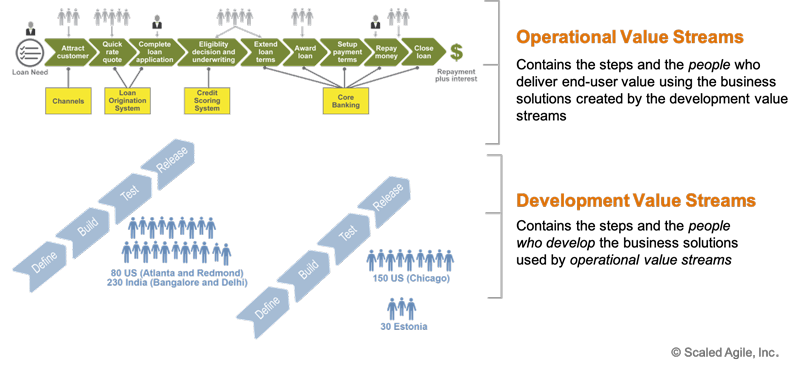 Loan Need
Attract
customer
Quick
rate
quote
Complete
loan
application
Eligiblity
decision and
underwriting
Extend
loan
terms
Award
loan
Setup
payment
terms
Repay
money
Close
loan
$
Repayment
plus interest
Channels
Loan
Origination
System
Credit
Scoring
System
Core
Banking
Operational Value Streams
Contains the steps and the people who
deliver end-user value using the business
solutions created by the development value
streams
Define
Build
Test
Release
80 US (Atlanta and Redmond)
230 India (Bangalore and Delhi)
Define
Build
Test
Release
150 US (Chicago)
30 Estonia
Development Value Streams
Contains the steps and the people
who develop the business solutions
used by operational value streams
© Scaled Agile, Inc.